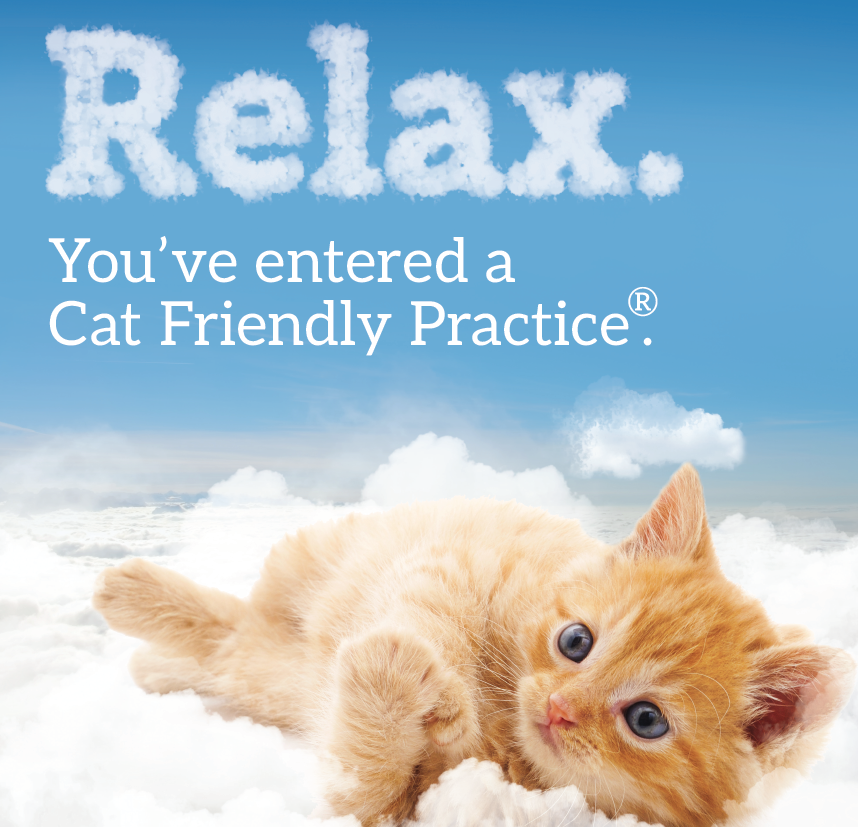 Relax.
You’ve entered a
Cat Friendly Practice®.